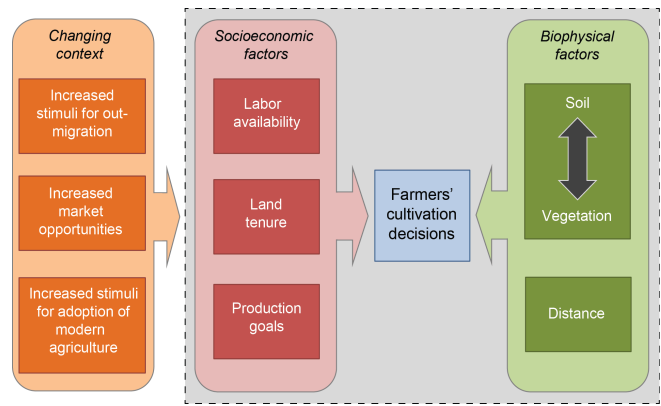 Changing
context
Increased
stimuli for out-
migration
Increased
market
opportunities
Increased stimuli
for adoption of
modern
agriculture
Socioeconomic
factors
Labor
availability
Land
tenure
Production
goals
Farmers'
cultivation
decisions
Biophysical
factors
Soil
Vegetation
Distance